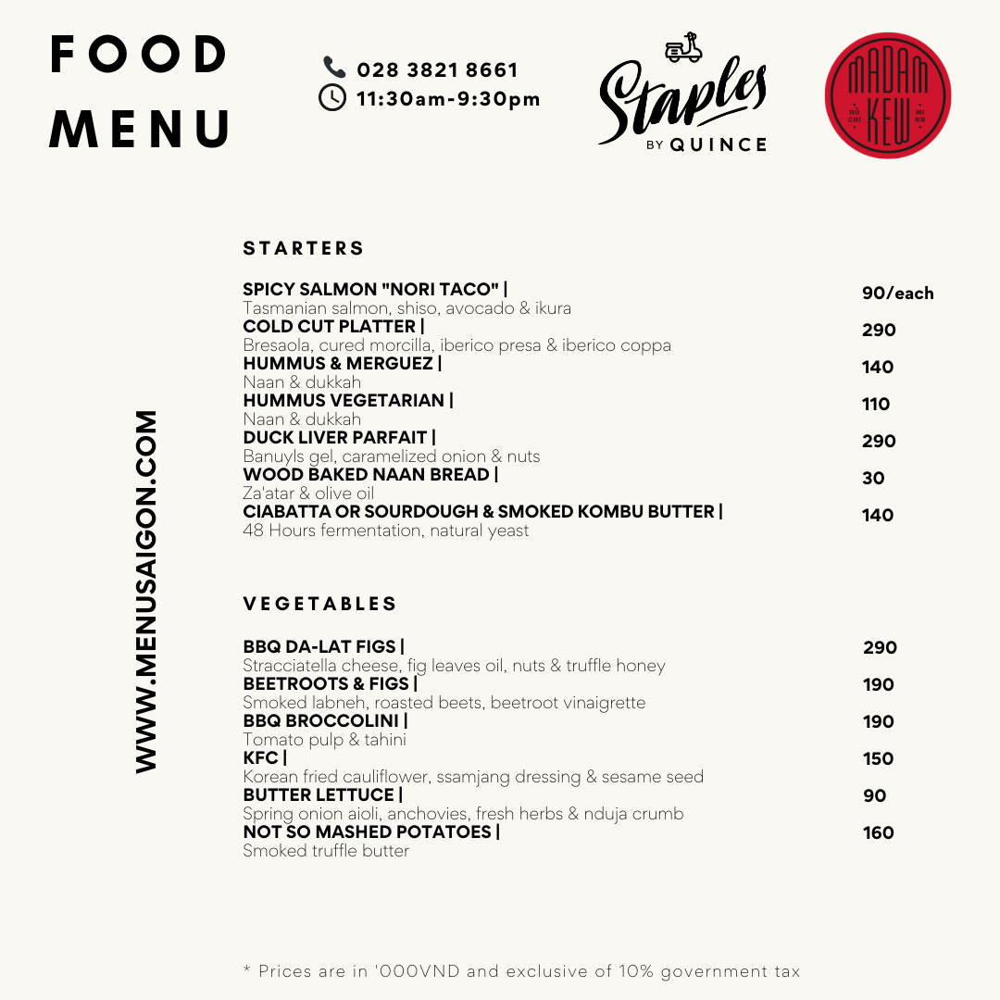 FOOD
MENU
028 3821 8661
11:30am-9:30pm
Staples
BY QUINCE
MADAM
KEW
HỒ
CHÍ
MI
NH
STARTERS
SPICY SALMON "NORI TACO" | 90/each
Tasmanian salmon, shiso, avocado & ikura
COLD CUT PLATTER | 290
Bresaola, cured morcilla, iberico presa & iberico coppa
HUMMUS & MERGUEZ | 140
Naan & dukkah
HUMMUS VEGETARIAN | 110
Naan & dukkah
DUCK LIVER PARFAIT | 290
Banuyls gel, caramelized onion & nuts
WOOD BAKED NAAN BREAD | 30
Za'atar & olive oil
CIABATTA OR SOURDOUGH & SMOKED KOMBU BUTTER | 140
48 Hours fermentation, natural yeast
WWW.MENUSAIGON.COM
VEGETABLES
BBQ DA-LAT FIGS | 290
Stracciatella cheese, fig leaves oil, nuts & truffle honey
BEETROOTS & FIGS | 190
Smoked labneh, roasted beets, beetroot vinaigrette
BBQ BROCCOLINI | 190
Tomato pulp & tahini
KFC | 150
Korean fried cauliflower, ssamjang dressing & sesame seed
BUTTER LETTUCE | 90
Spring onion aioli, anchovies, fresh herbs & nduja crumb
NOT SO MASHED POTATOES | 160
Smoked truffle butter
* Prices are in '000VND and exclusive of 10% government tax